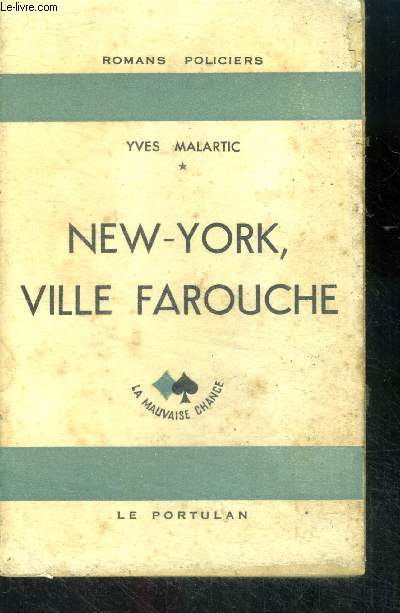 Le-livre.com
ROMANS POLICIERS
YVES MALARTIC
NEW-YORK,
VILLE FAROUCHE
LA MAUVAISE CHANCE
LE PORTULAN